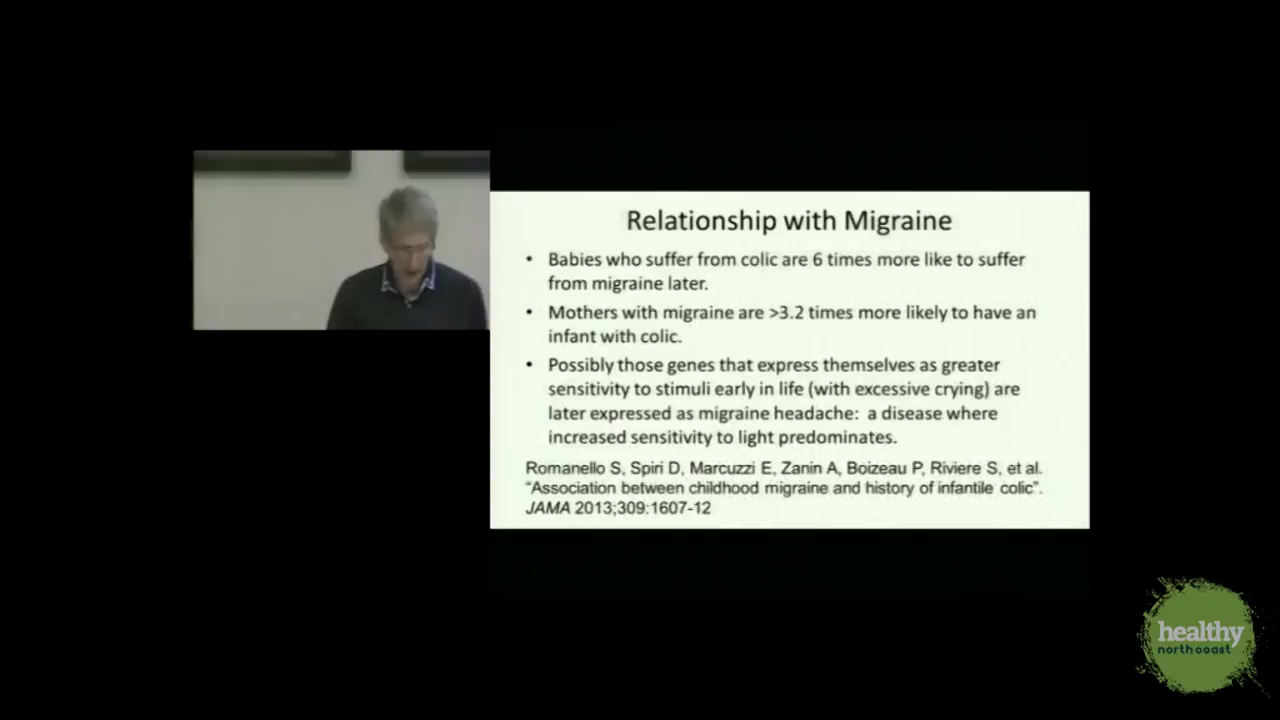 Relationship with Migraine
• Babies who suffer from colic are 6 times more like to suffer
from migraine later.
• Mothers with migraine are >3.2 times more likely to have an
infant with colic.
• Possibly those genes that express themselves as greater
sensitivity to stimuli early in life (with excessive crying) are
later expressed as migraine headache: a disease where
increased sensitivity to light predominates.
Romanello S, Spiri D, Marcuzzi E, Zanin A, Boizeau P, Riviere S, et al.
"Association between childhood migraine and history of infantile colic".
JAMA 2013;309:1607-12
healthy
north coast